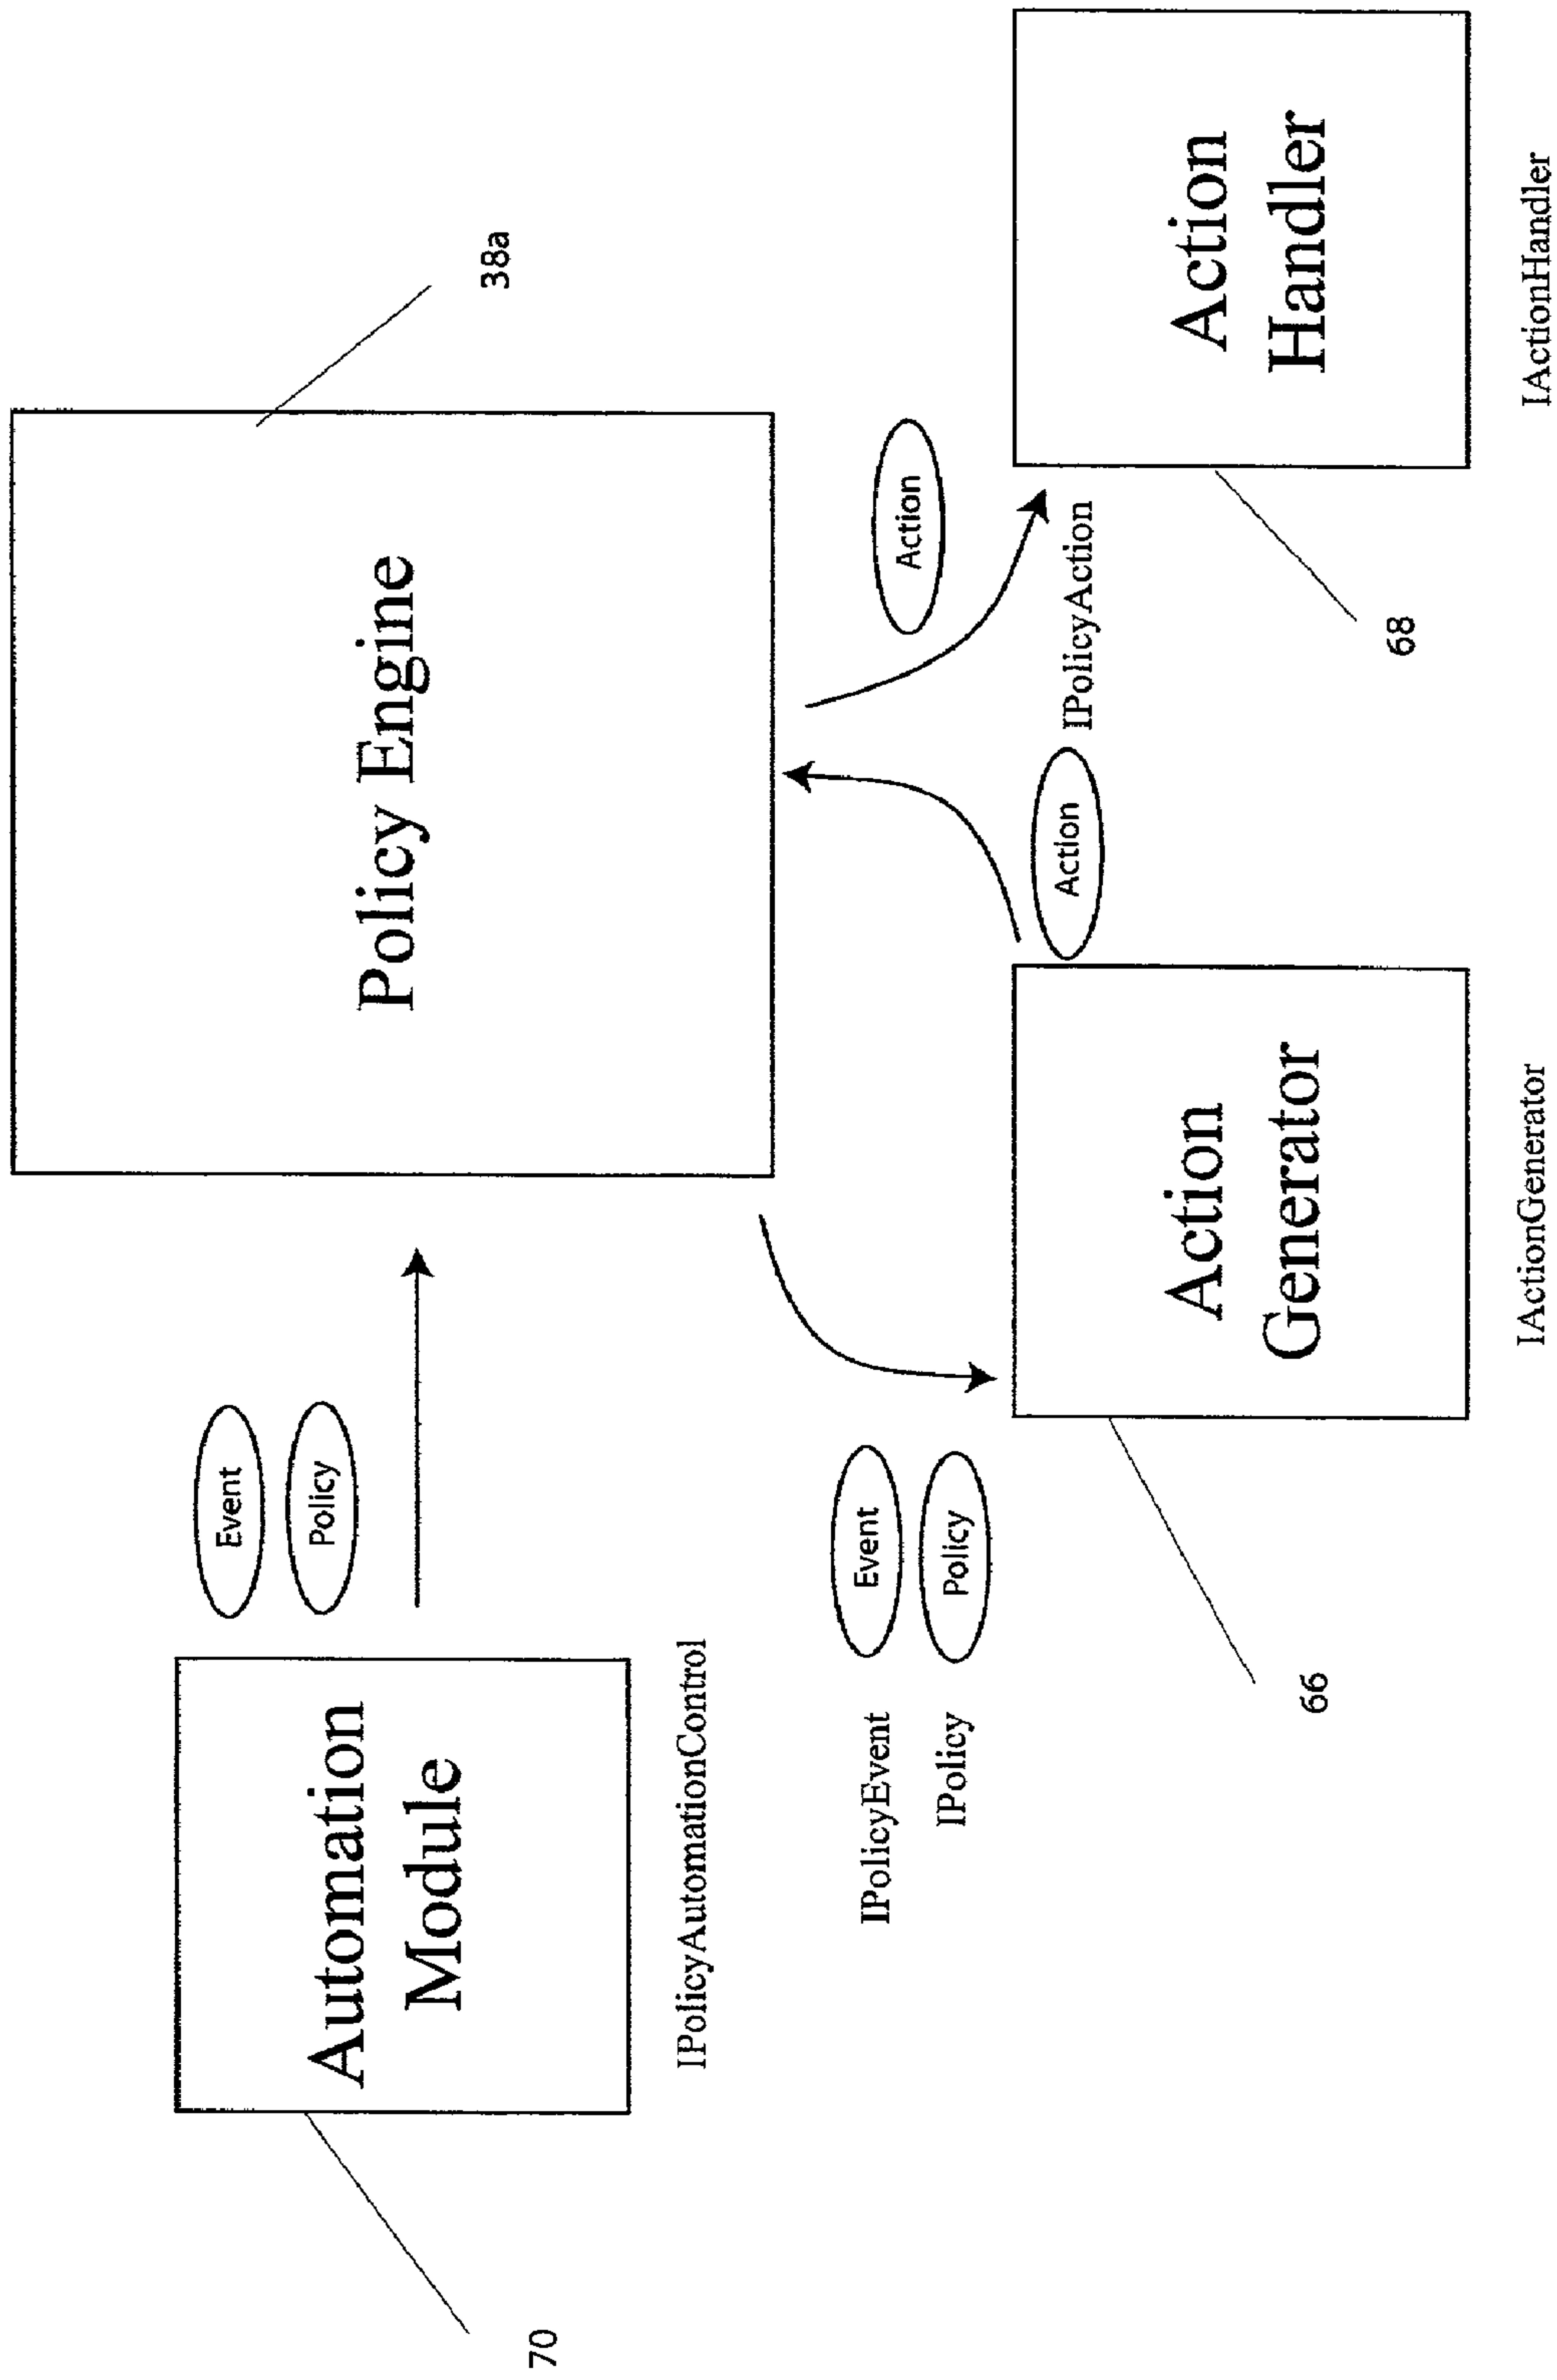 70
Automation
Module
IPolicyAutomationControl
Event
Policy
Policy Engine
38a
IPolicyEvent
IPolicy
Event
Policy
66
Action
Generator
IActionGenerator
Action
IPolicyAction
Action
68
Action
Handler
IActionHandler